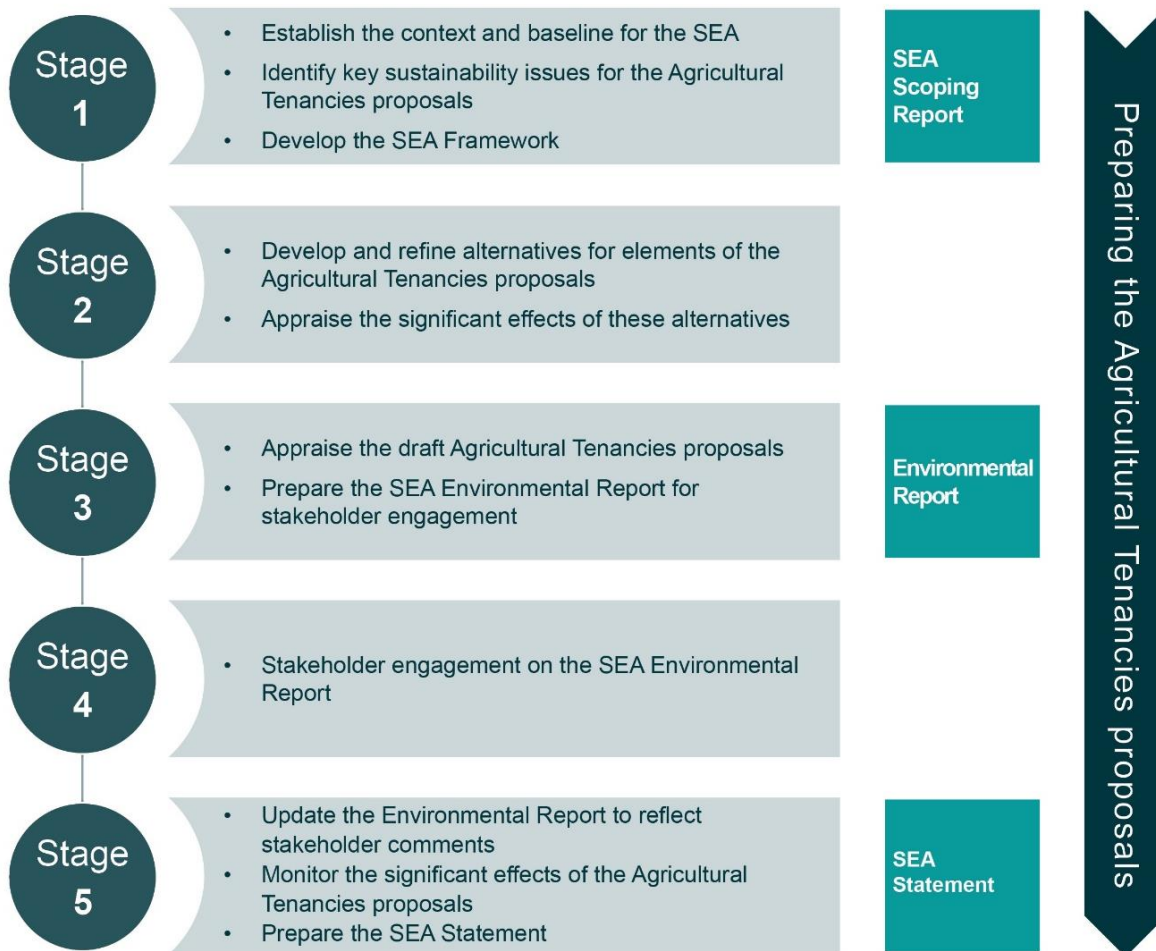 Stage
1
• Establish the context and baseline for the SEA
• Identify key sustainability issues for the Agricultural
Tenancies proposals
• Develop the SEA Framework
SEA
Scoping
Report
Stage
2
• Develop and refine alternatives for elements of the
Agricultural Tenancies proposals
• Appraise the significant effects of these alternatives
Stage
3
• Appraise the draft Agricultural Tenancies proposals
• Prepare the SEA Environmental Report for
stakeholder engagement
Environmental
Report
Stage
4
• Stakeholder engagement on the SEA Environmental
Report
Stage
5
• Update the Environmental Report to reflect
stakeholder comments
• Monitor the significant effects of the Agricultural
Tenancies proposals
• Prepare the SEA Statement
SEA
Statement
Preparing the Agricultural Tenancies proposals